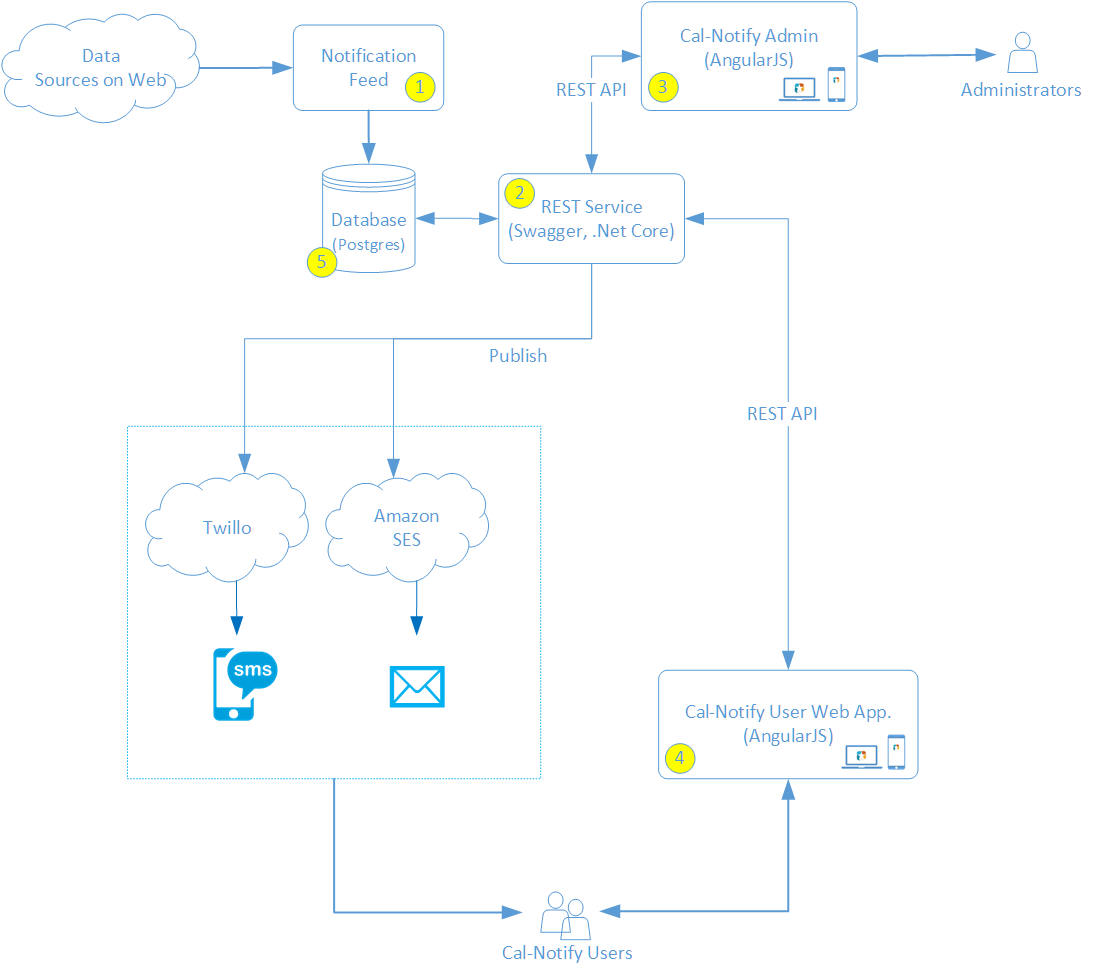 Data
Sources on Web
Notification
Feed
1
Cal-Notify Admin
(AngularJS)
3
Administrators
REST API
Database
(Postgres)
5
2
REST Service
(Swagger, .Net Core)
Publish
REST API
Twillo
Amazon
SES
sms
Cal-Notify User Web App.
(AngularJS)
4
Cal-Notify Users